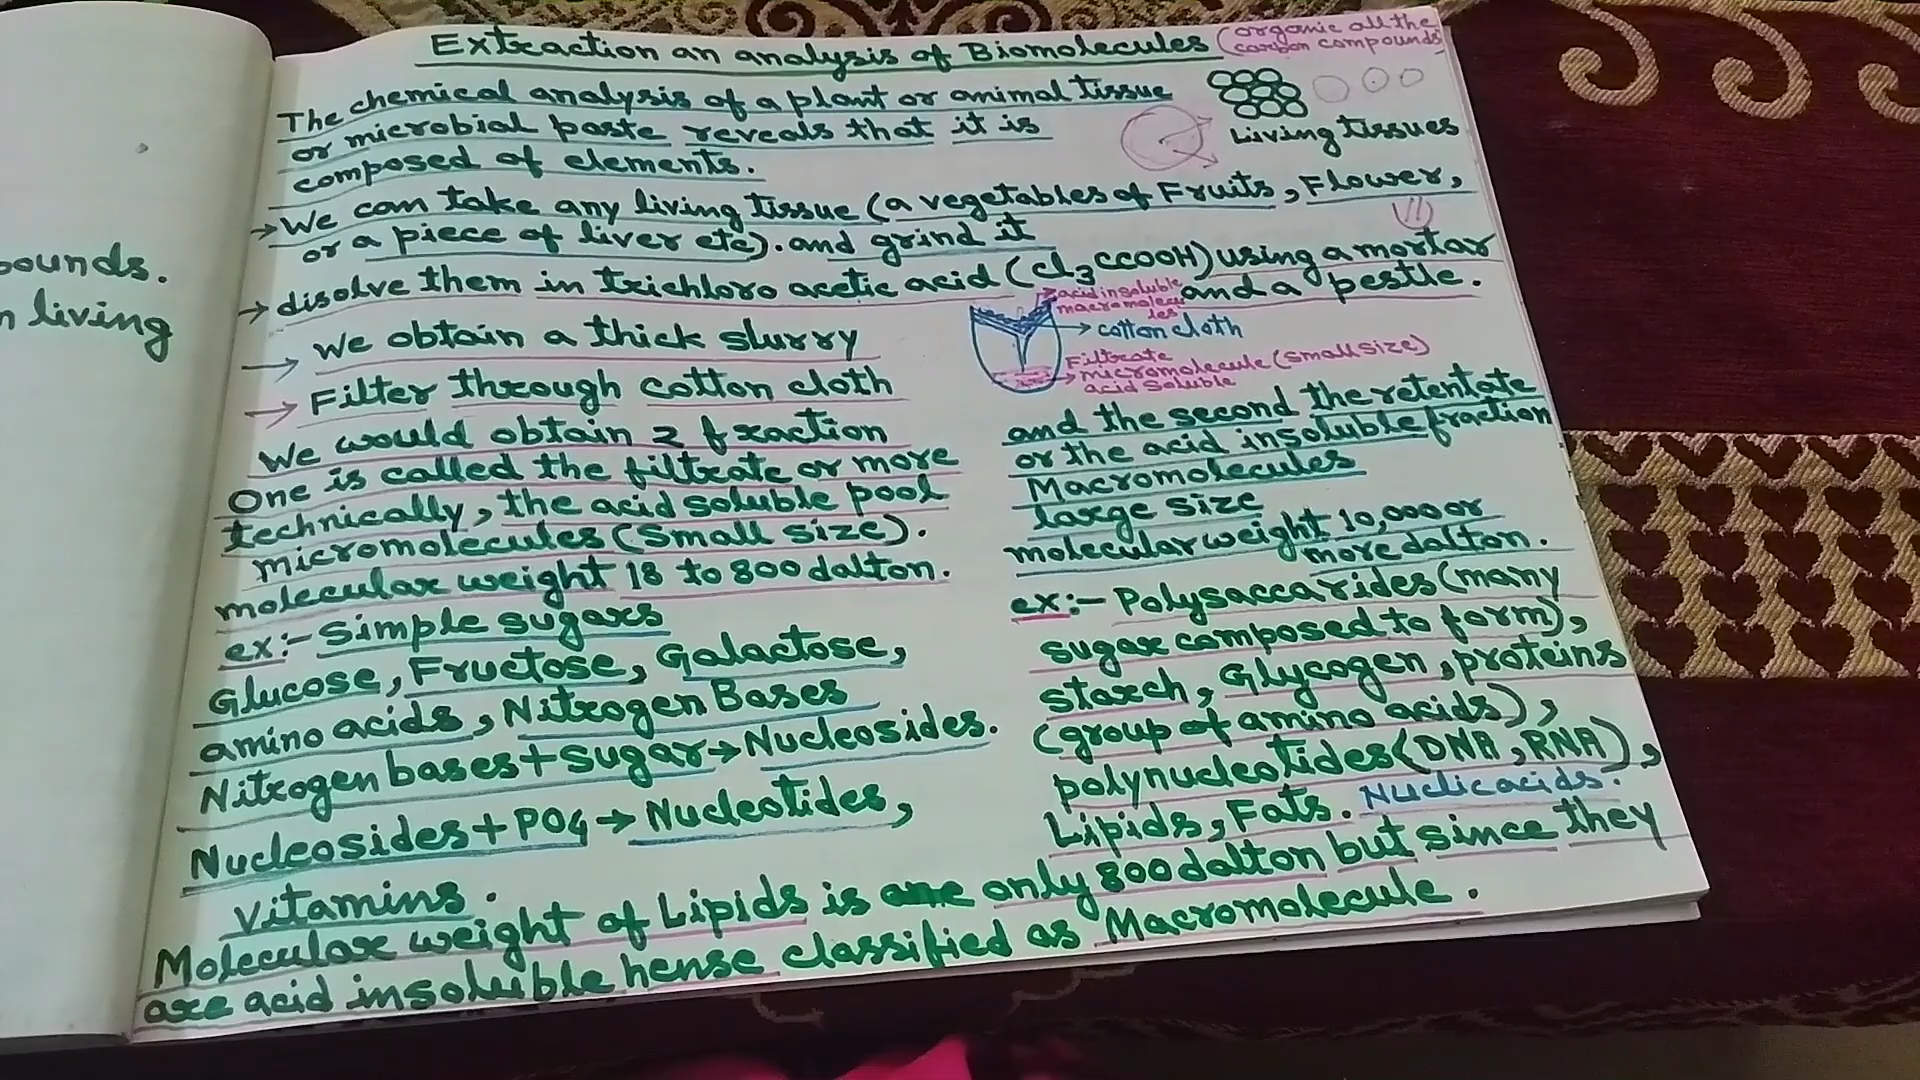 Extraction an analysis of Biomolecules (organic all the
carbon compounds)
The chemical analysis of a plant or animal tissue
or microbial paste reveals that it is
composed of elements.
Living tissues
→We can take any living tissue (a vegetables of Fruits, Flower,
or a piece of liver etc). and grind it
→ disolve them in trichloro acetic acid (cl3ccooH) using a mortar
and a pestle.
→ We obtain a thick slurry
→ Filter through cotton cloth
acid insoluble
macromolecu
les
→ cotton cloth
Filtrate
micromolecule (small size)
acid soluble
We would obtain 2 fraction
One is called the filtrate or more
technically, the acid soluble pool
micromolecules (Small size).
molecular weight 18 to 800 dalton.
ex:- Simple sugars
Glucose, Fructose, Galactose,
amino acids, Nitrogen Bases
Nitrogen bases + Sugar → Nucleosides.
Nucleosides + PO4 → Nucleotides,
Vitamins.
and the second the retentate
or the acid insoluble fraction
Macromolecules
large size
molecular weight 10,000 or
more dalton.
ex:- Polysaccarides (many
sugar composed to form),
starch, Glycogen, proteins
(group of amino acids),
polynucleotides (DNA, RNA),
Nuclic acids.
Lipids, Fats.
Molecular weight of Lipids is only 800 dalton but since they
are acid insoluble hense classified as Macromolecule.
ounds.
n living